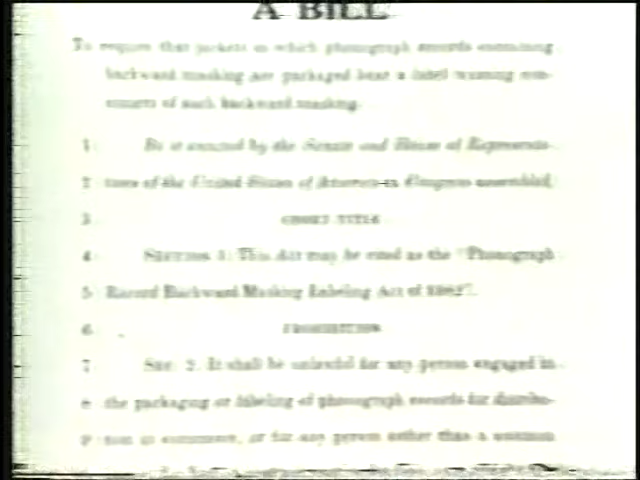 A BILL
To require that jackets in which phonograph records containing
backward masking are packaged bear a label warning con-
sumers of such backward masking.
1 Be it enacted by the Senate and House of Representa-
2 tives of the United States of America in Congress assembled,
3 SHORT TITLE
4 SECTION 1. This Act may be cited as the "Phonograph
5 Record Backward Masking Labeling Act of 1982".
6 PROHIBITION
7 SEC. 2. It shall be unlawful for any person engaged in
8 the packaging or labeling of phonograph records for distribu-
9 tion in commerce, or for any person other than a common